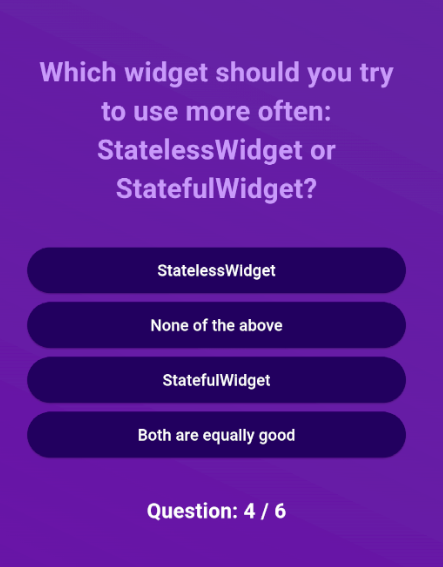 Which widget should you try
to use more often:
StatelessWidget or
StatefulWidget?
StatelessWidget
None of the above
StatefulWidget
Both are equally good
Question: 4 / 6